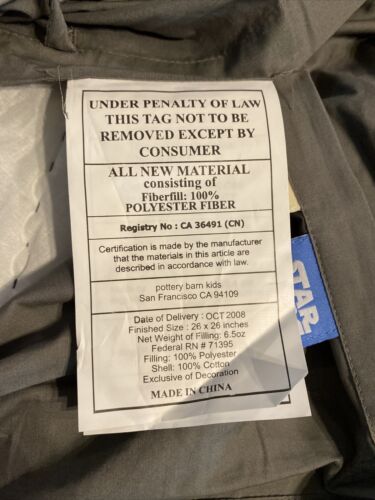 UNDER PENALTY OF LAW
THIS TAG NOT TO BE
REMOVED EXCEPT BY
CONSUMER
ALL NEW MATERIAL
consisting of
Fiberfill: 100%
POLYESTER FIBER
Registry No : CA 36491 (CN)
Certification is made by the manufacturer
that the materials in this article are
described in accordance with law.
pottery barn kids
San Francisco CA 94109
Date of Delivery : OCT 2008
Finished Size : 26 x 26 inches
Net Weight of Filling : 6.5oz
Federal RN # 71395
Filling: 100% Polyester
Shell: 100% Cotton
Exclusive of Decoration
MADE IN CHINA
STAR